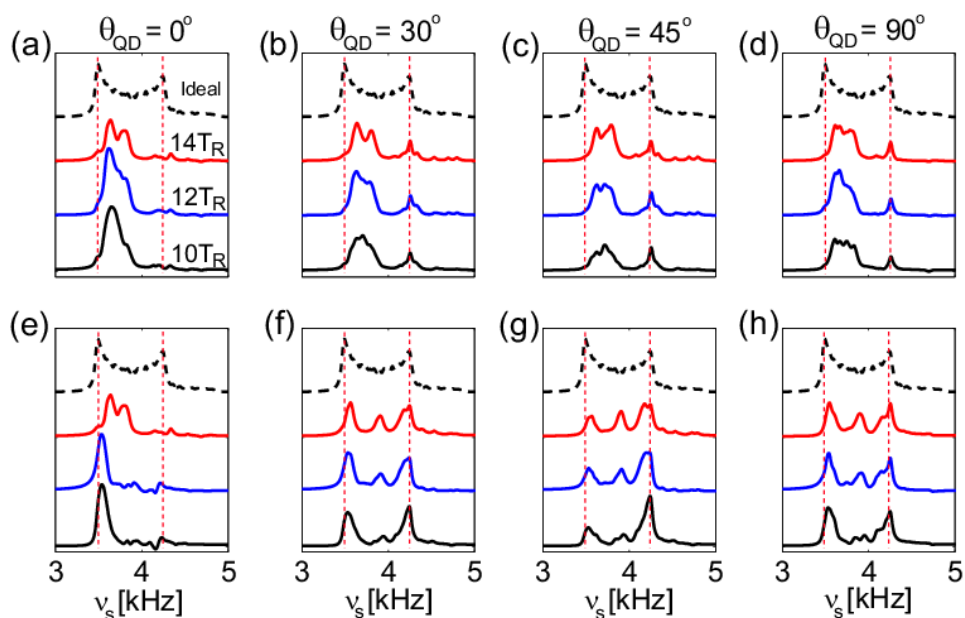 (a) θQD = 0° (b) θQD = 30° (c) θQD = 45° (d) θQD = 90°
Ideal
14TR
12TR
10TR
(e) (f) (g) (h)
3 4 5 3 4 5 3 4 5 3 4 5
νs[kHz] νs[kHz] νs[kHz] νs[kHz]